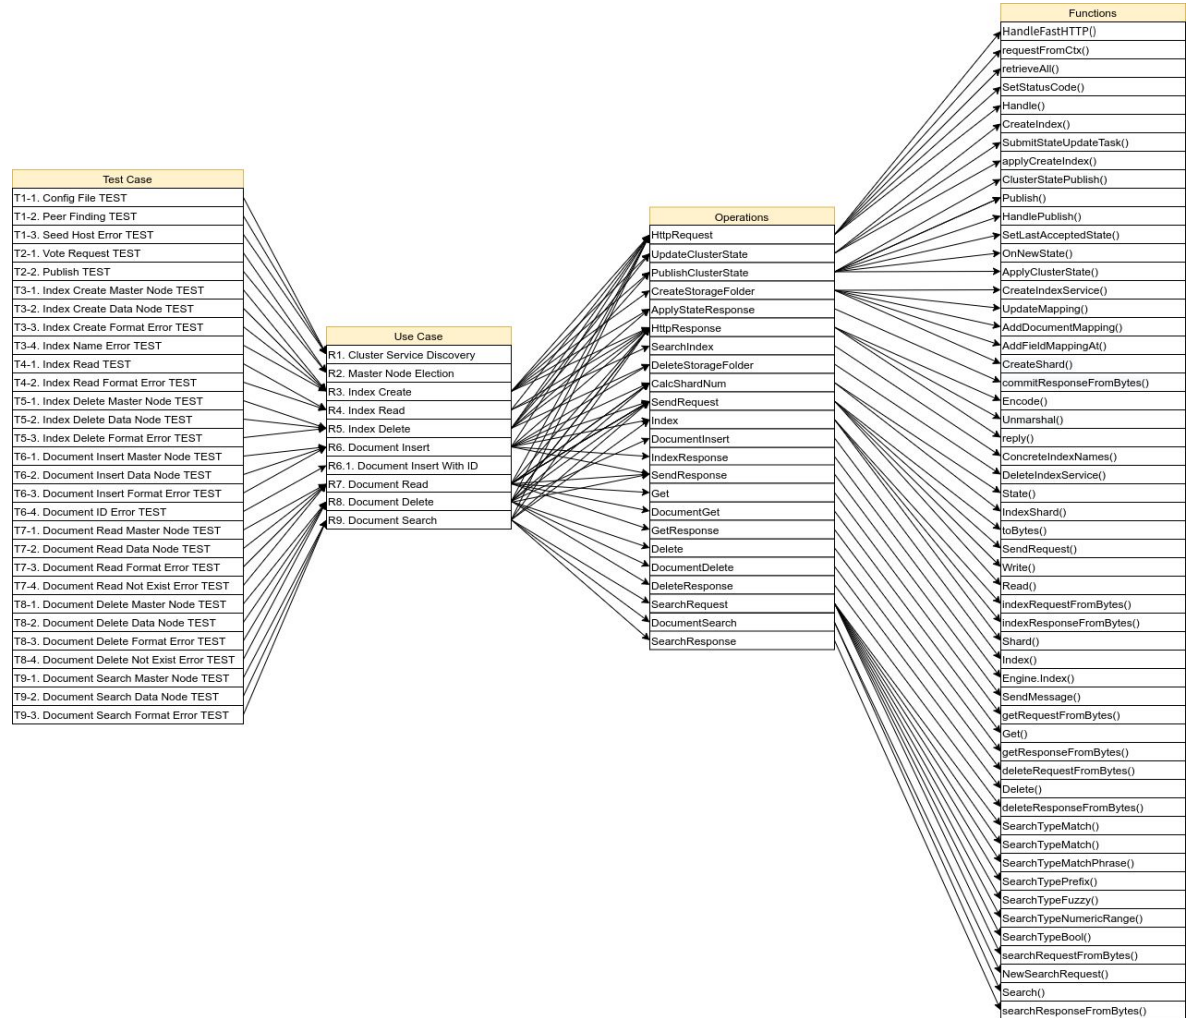 Test Case
T1-1. Config File TEST
T1-2. Peer Finding TEST
T1-3. Seed Host Error TEST
T2-1. Vote Request TEST
T2-2. Publish TEST
T3-1. Index Create Master Node TEST
T3-2. Index Create Data Node TEST
T3-3. Index Create Format Error TEST
T3-4. Index Name Error TEST
T4-1. Index Read TEST
T4-2. Index Read Format Error TEST
T5-1. Index Delete Master Node TEST
T5-2. Index Delete Data Node TEST
T5-3. Index Delete Format Error TEST
T6-1. Document Insert Master Node TEST
T6-2. Document Insert Data Node TEST
T6-3. Document Insert Format Error TEST
T6-4. Document ID Error TEST
T7-1. Document Read Master Node TEST
T7-2. Document Read Data Node TEST
T7-3. Document Read Format Error TEST
T7-4. Document Read Not Exist Error TEST
T8-1. Document Delete Master Node TEST
T8-2. Document Delete Data Node TEST
T8-3. Document Delete Format Error TEST
T8-4. Document Delete Not Exist Error TEST
T9-1. Document Search Master Node TEST
T9-2. Document Search Data Node TEST
T9-3. Document Search Format Error TEST
Use Case
R1. Cluster Service Discovery
R2. Master Node Election
R3. Index Create
R4. Index Read
R5. Index Delete
R6. Document Insert
R6.1. Document Insert With ID
R7. Document Read
R8. Document Delete
R9. Document Search
Operations
HttpRequest
UpdateClusterState
PublishClusterState
CreateStorageFolder
ApplyStateResponse
HttpResponse
SearchIndex
DeleteStorageFolder
CalcShardNum
SendRequest
Index
DocumentInsert
IndexResponse
SendResponse
Get
DocumentGet
GetResponse
Delete
DocumentDelete
DeleteResponse
SearchRequest
DocumentSearch
SearchResponse
Functions
HandleFastHTTP()
requestFromCtx()
retrieveAll()
SetStatusCode()
Handle()
CreateIndex()
SubmitStateUpdateTask()
applyCreateIndex()
ClusterStatePublish()
Publish()
HandlePublish()
SetLastAcceptedState()
OnNewState()
ApplyClusterState()
CreateIndexService()
UpdateMapping()
AddDocumentMapping()
AddFieldMappingAt()
CreateShard()
commitResponseFromBytes()
Encode()
Unmarshal()
reply()
ConcreteIndexNames()
DeleteIndexService()
State()
IndexShard()
toBytes()
SendRequest()
Write()
Read()
indexRequestFromBytes()
indexResponseFromBytes()
Shard()
Index()
Engine.Index()
SendMessage()
getRequestFromBytes()
Get()
getResponseFromBytes()
deleteRequestFromBytes()
Delete()
deleteResponseFromBytes()
SearchTypeMatch()
SearchTypeMatch()
SearchTypeMatchPhrase()
SearchTypePrefix()
SearchTypeFuzzy()
SearchTypeNumericRange()
SearchTypeBool()
searchRequestFromBytes()
NewSearchRequest()
Search()
searchResponseFromBytes()